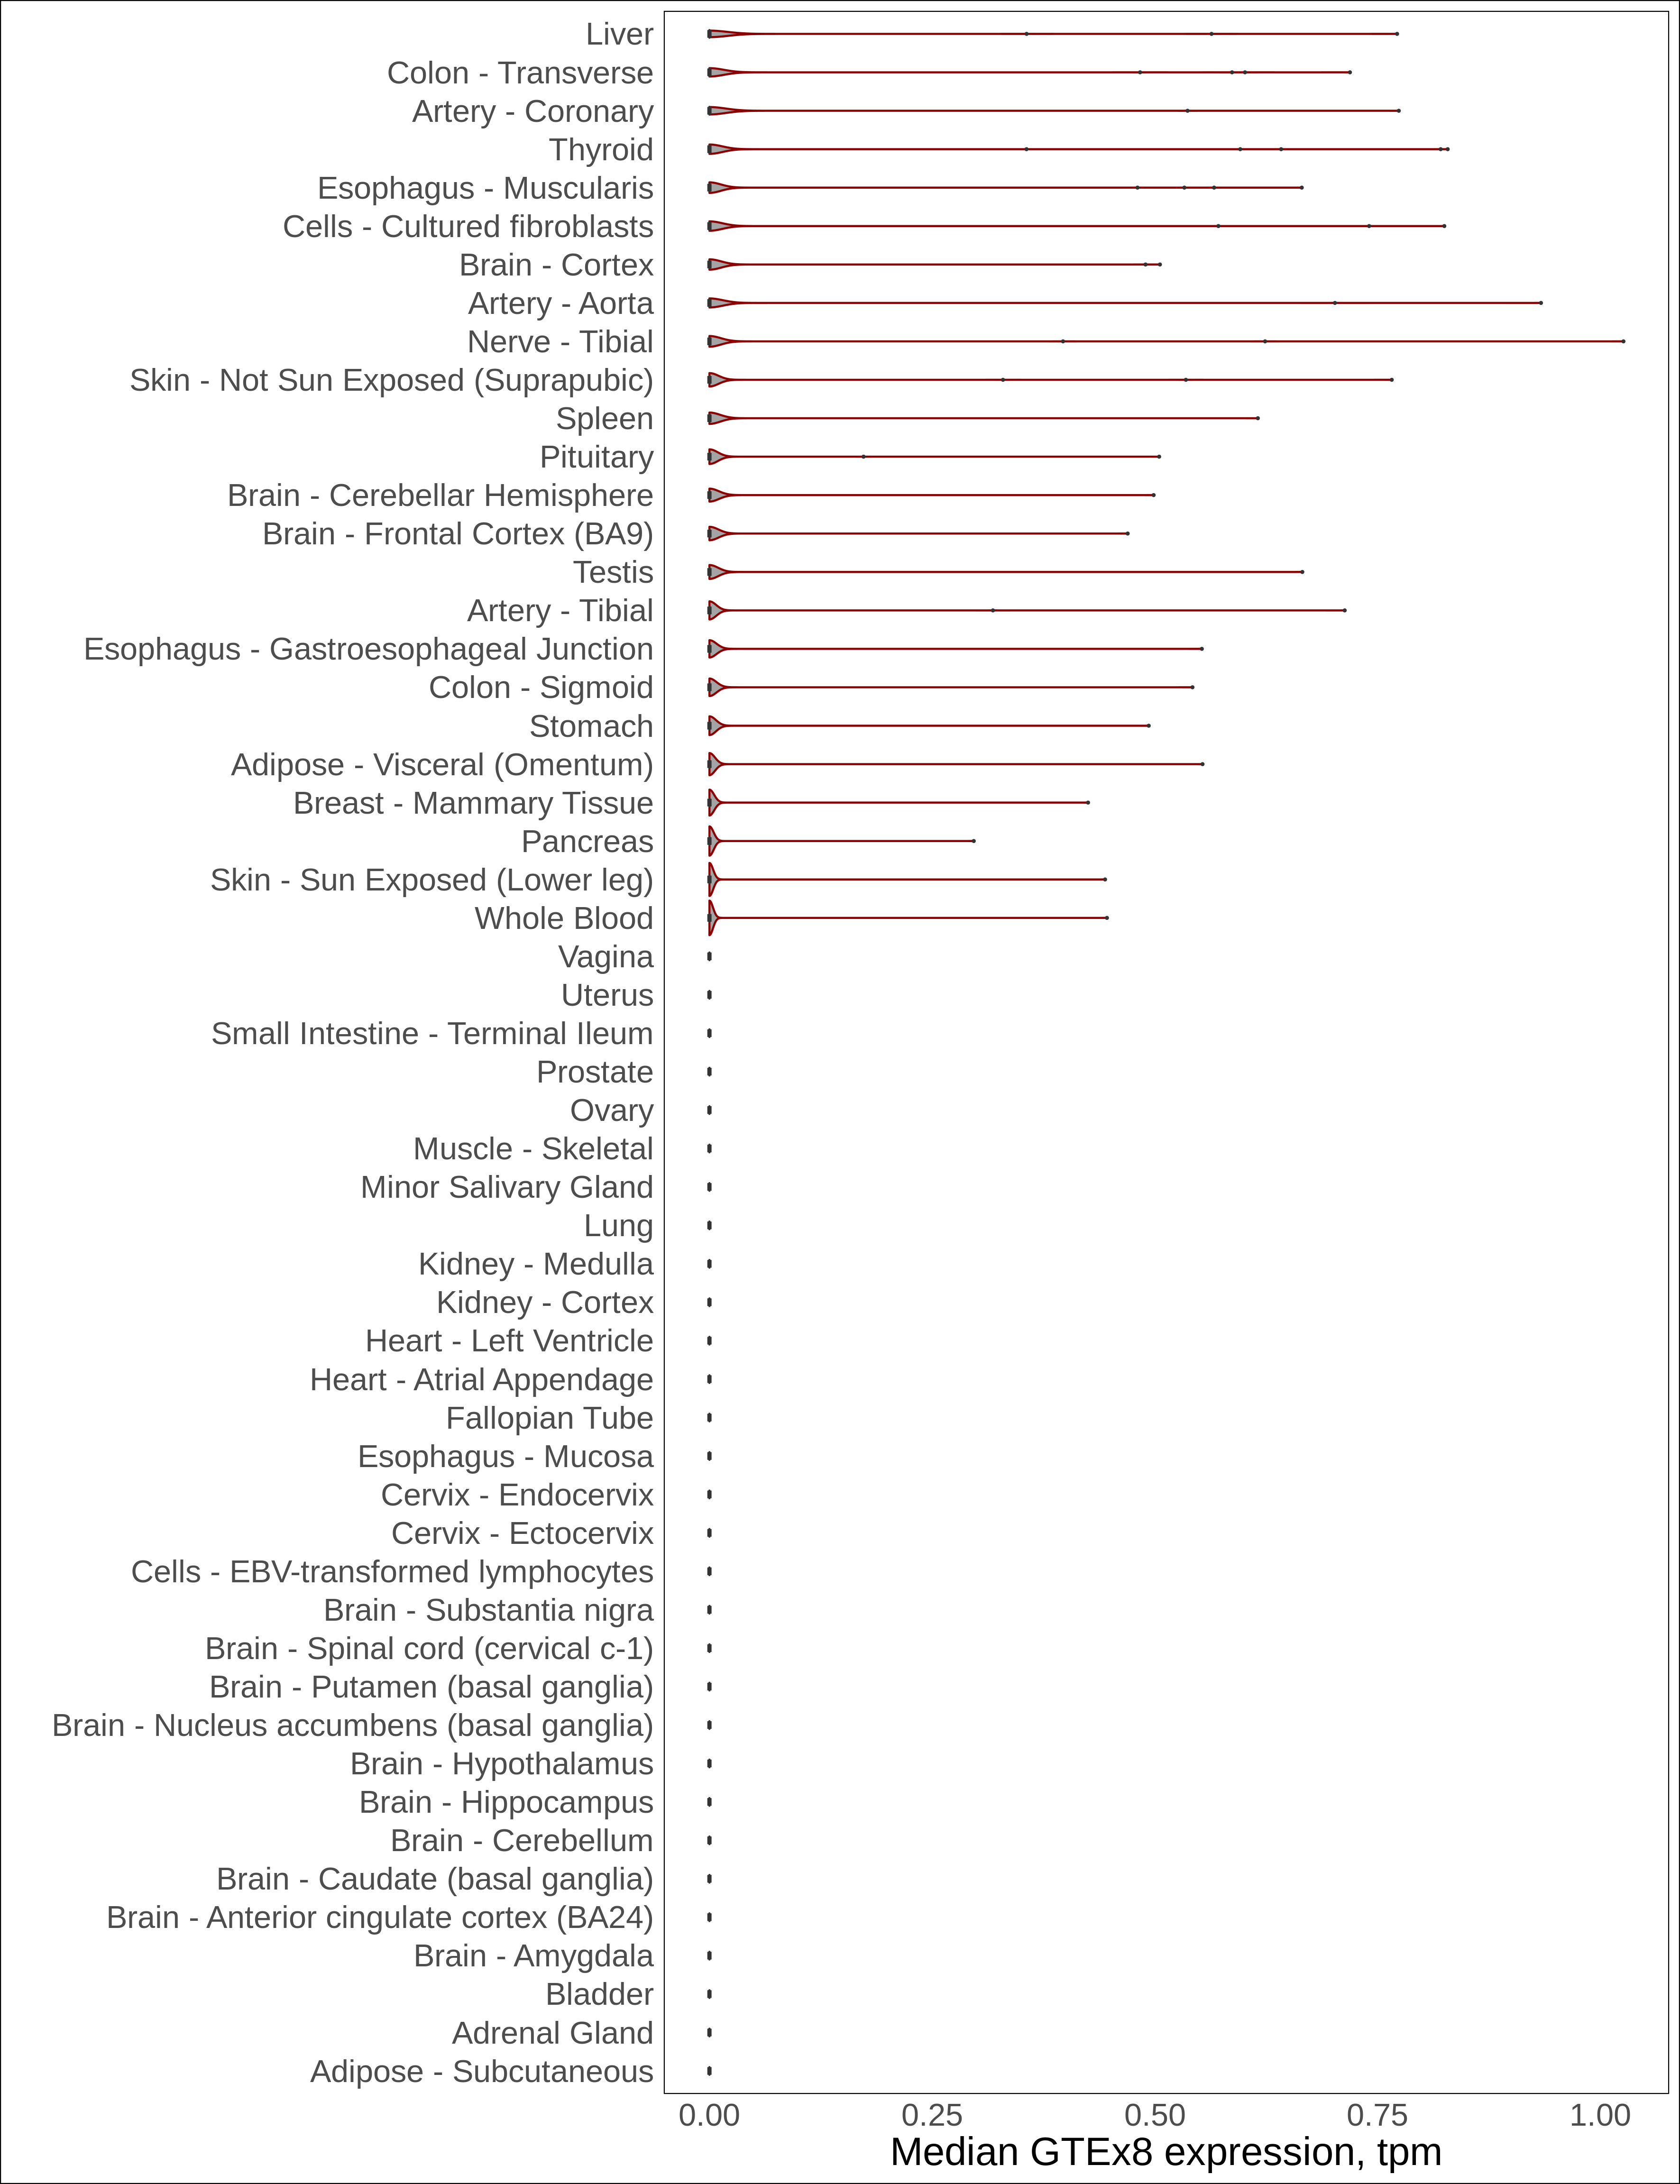 Liver
Colon - Transverse
Artery - Coronary
Thyroid
Esophagus - Muscularis
Cells - Cultured fibroblasts
Brain - Cortex
Artery - Aorta
Nerve - Tibial
Skin - Not Sun Exposed (Suprapubic)
Spleen
Pituitary
Brain - Cerebellar Hemisphere
Brain - Frontal Cortex (BA9)
Testis
Artery - Tibial
Esophagus - Gastroesophageal Junction
Colon - Sigmoid
Stomach
Adipose - Visceral (Omentum)
Breast - Mammary Tissue
Pancreas
Skin - Sun Exposed (Lower leg)
Whole Blood
Vagina
Uterus
Small Intestine - Terminal Ileum
Prostate
Ovary
Muscle - Skeletal
Minor Salivary Gland
Lung
Kidney - Medulla
Kidney - Cortex
Heart - Left Ventricle
Heart - Atrial Appendage
Fallopian Tube
Esophagus - Mucosa
Cervix - Endocervix
Cervix - Ectocervix
Cells - EBV-transformed lymphocytes
Brain - Substantia nigra
Brain - Spinal cord (cervical c-1)
Brain - Putamen (basal ganglia)
Brain - Nucleus accumbens (basal ganglia)
Brain - Hypothalamus
Brain - Hippocampus
Brain - Cerebellum
Brain - Caudate (basal ganglia)
Brain - Anterior cingulate cortex (BA24)
Brain - Amygdala
Bladder
Adrenal Gland
Adipose - Subcutaneous
0.00 0.25 0.50 0.75 1.00
Median GTEx8 expression, tpm